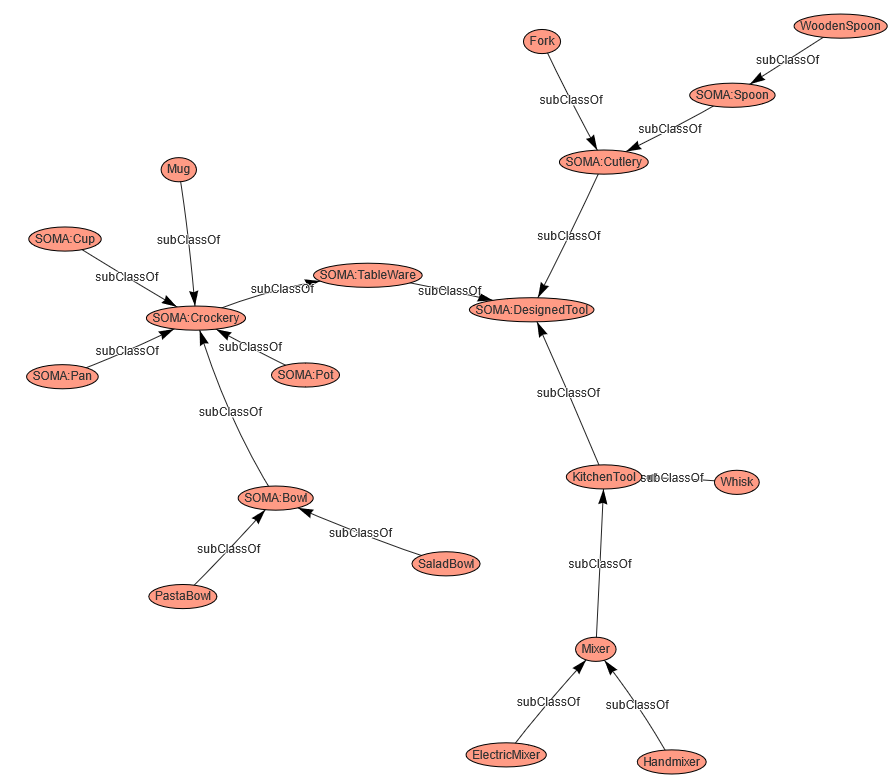 WoodenSpoon
Fork
subClassOf
SOMA:Spoon
subClassOf
subClassOf
SOMA:Cutlery
Mug
subClassOf
SOMA:Cup
subClassOf
subClassOf
SOMA:TableWare
subClassOf
subClassOf
SOMA:DesignedTool
SOMA:Crockery
subClassOf
subClassOf
SOMA:Pan
SOMA:Pot
subClassOf
subClassOf
KitchenTool
subClassOf
Whisk
SOMA:Bowl
subClassOf
subClassOf
SaladBowl
subClassOf
PastaBowl
Mixer
subClassOf
subClassOf
ElectricMixer
Handmixer